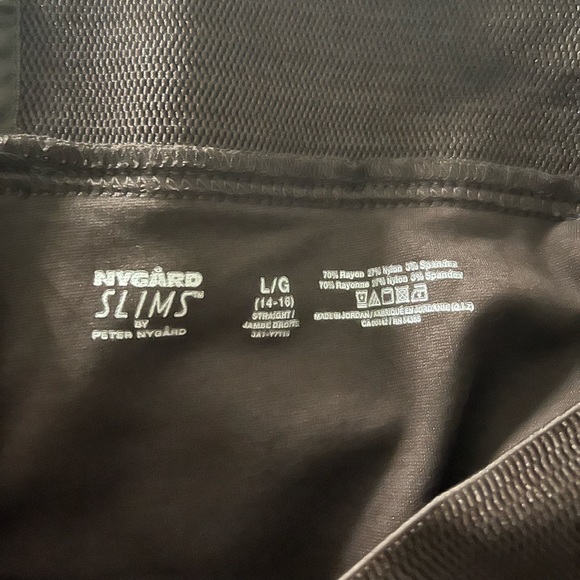 NYGÅRD
SLIMS™
BY
PETER NYGÅRD
L/G
(14-16)
STRAIGHT/
JAMBE DROITE
70% Rayon 27% Nylon 3% Spandex
70% Rayonne 27% Nylon 3% Spandex
MADE IN JORDAN / FABRIQUÉ EN JORDANIE (Q.I.Z)